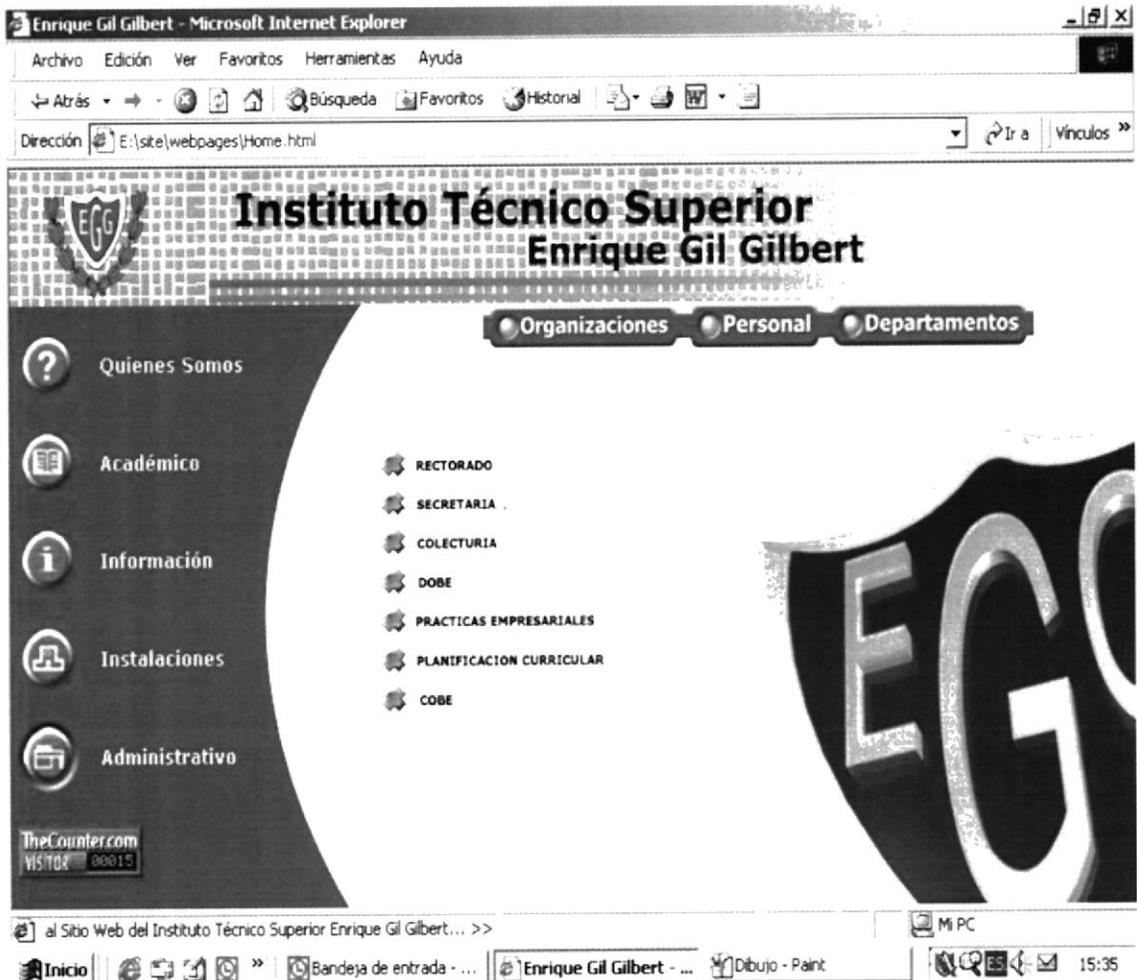 Enrique Gil Gilbert - Microsoft Internet Explorer
Archivo Edición Ver Favoritos Herramientas Ayuda
Atrás Búsqueda Favoritos Historial
Dirección E:\site\webpages\Home.html Ir a Vínculos »
EGG
Instituto Técnico Superior
Enrique Gil Gilbert
Organizaciones Personal Departamentos
? Quienes Somos
Académico
i Información
Instalaciones
Administrativo
RECTORADO
SECRETARIA
COLECTURIA
DOBE
PRACTICAS EMPRESARIALES
PLANIFICACION CURRICULAR
COBE
EGG
TheCounter.com
VISITOR 00015
al Sitio Web del Instituto Técnico Superior Enrique Gil Gilbert... >> Mi PC
Inicio » Bandeja de entrada - ... Enrique Gil Gilbert - ... Dibujo - Paint ES 15:35